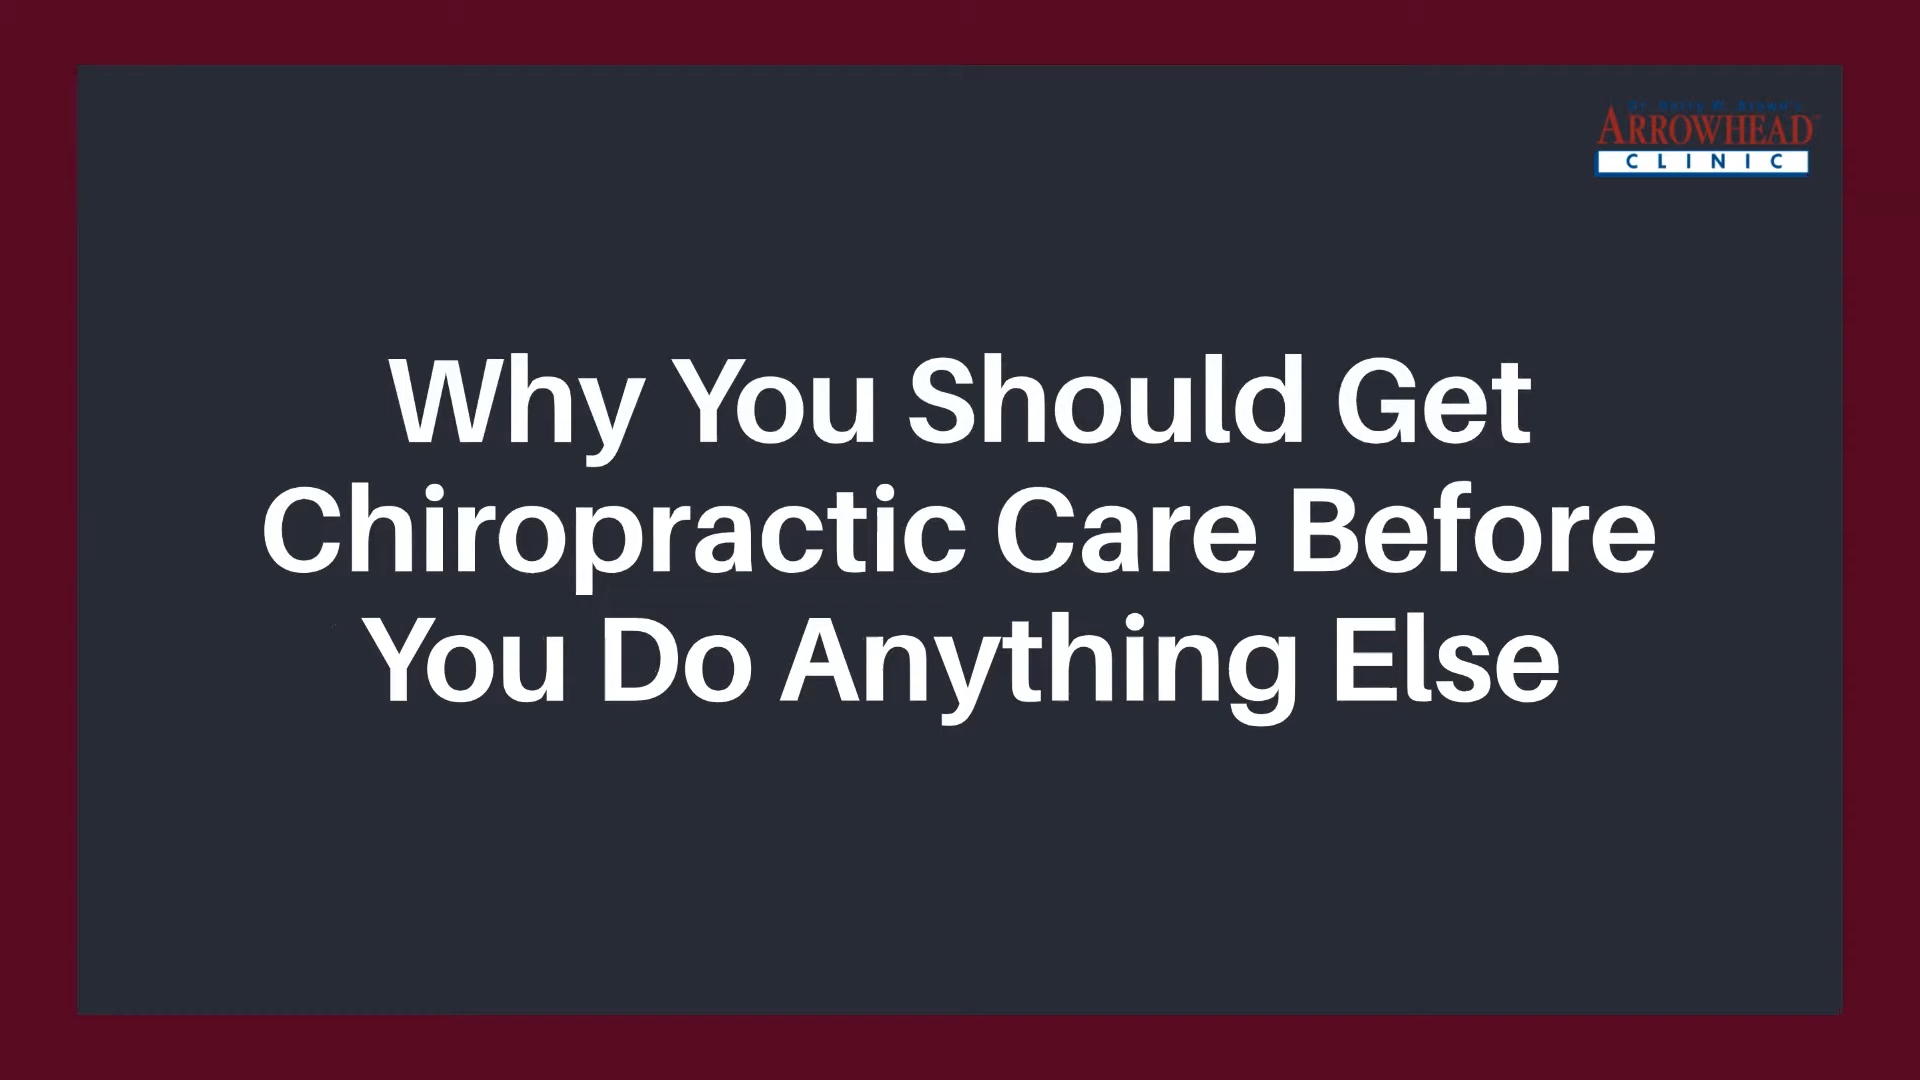 ARROWHEAD
CLINIC
Why You Should Get
Chiropractic Care Before
You Do Anything Else